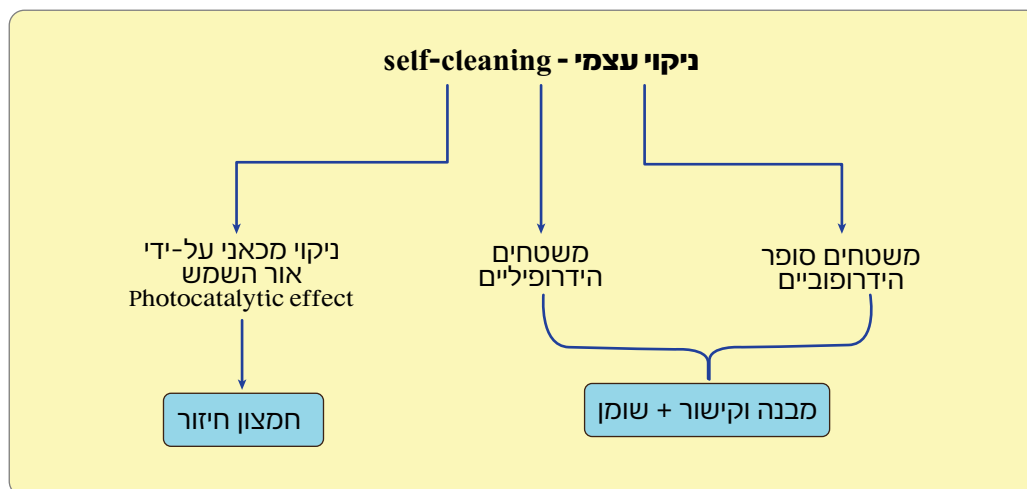 ניקוי עצמי - self-cleaning
משטחים סופר
הידרופוביים
משטחים
הידרופיליים
ניקוי מכאני על-ידי
אור השמש
Photocatalytic effect
מבנה וקישור + שומן
חמצון חיזור